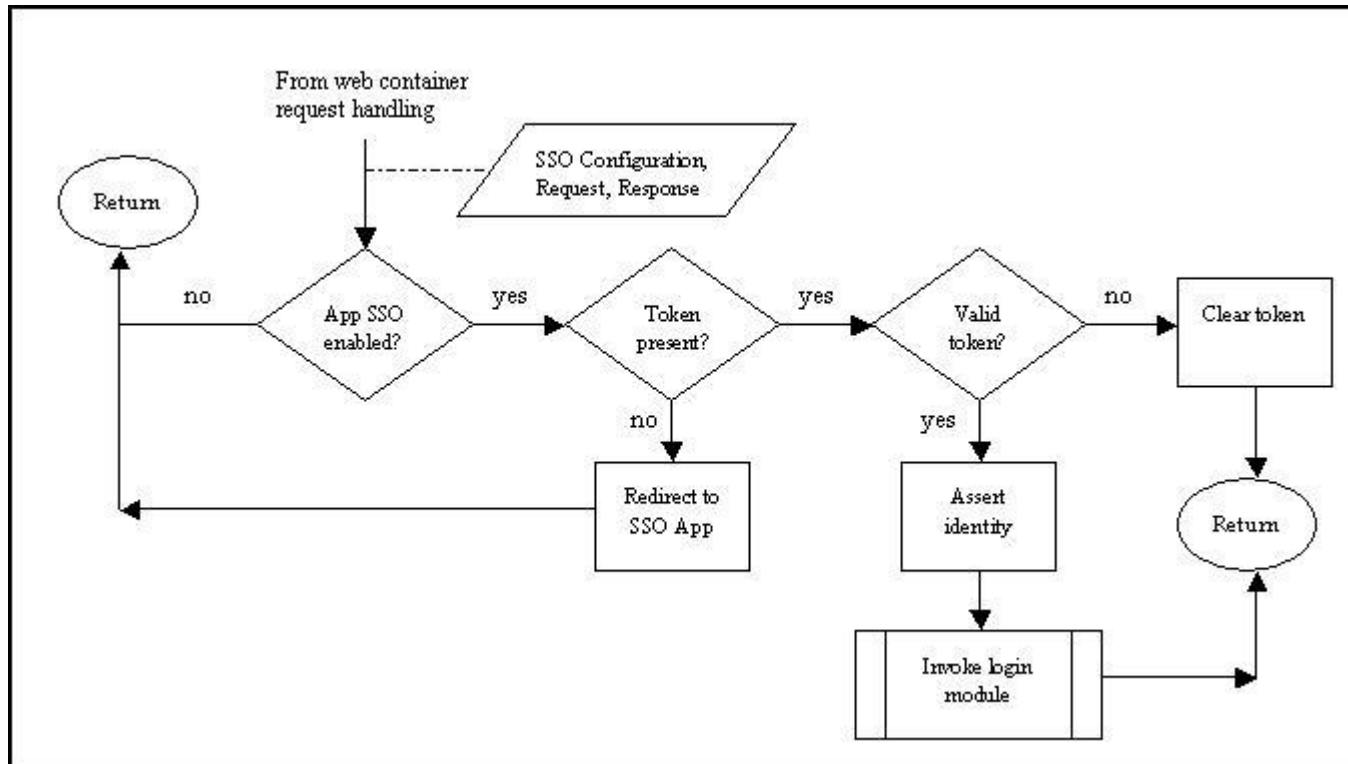 From web container
request handling
SSO Configuration,
Request, Response
Return
no
App SSO
enabled?
yes
Token
present?
yes
Valid
token?
no
Clear token
no
yes
Redirect to
SSO App
Assert
identity
Return
Invoke login
module